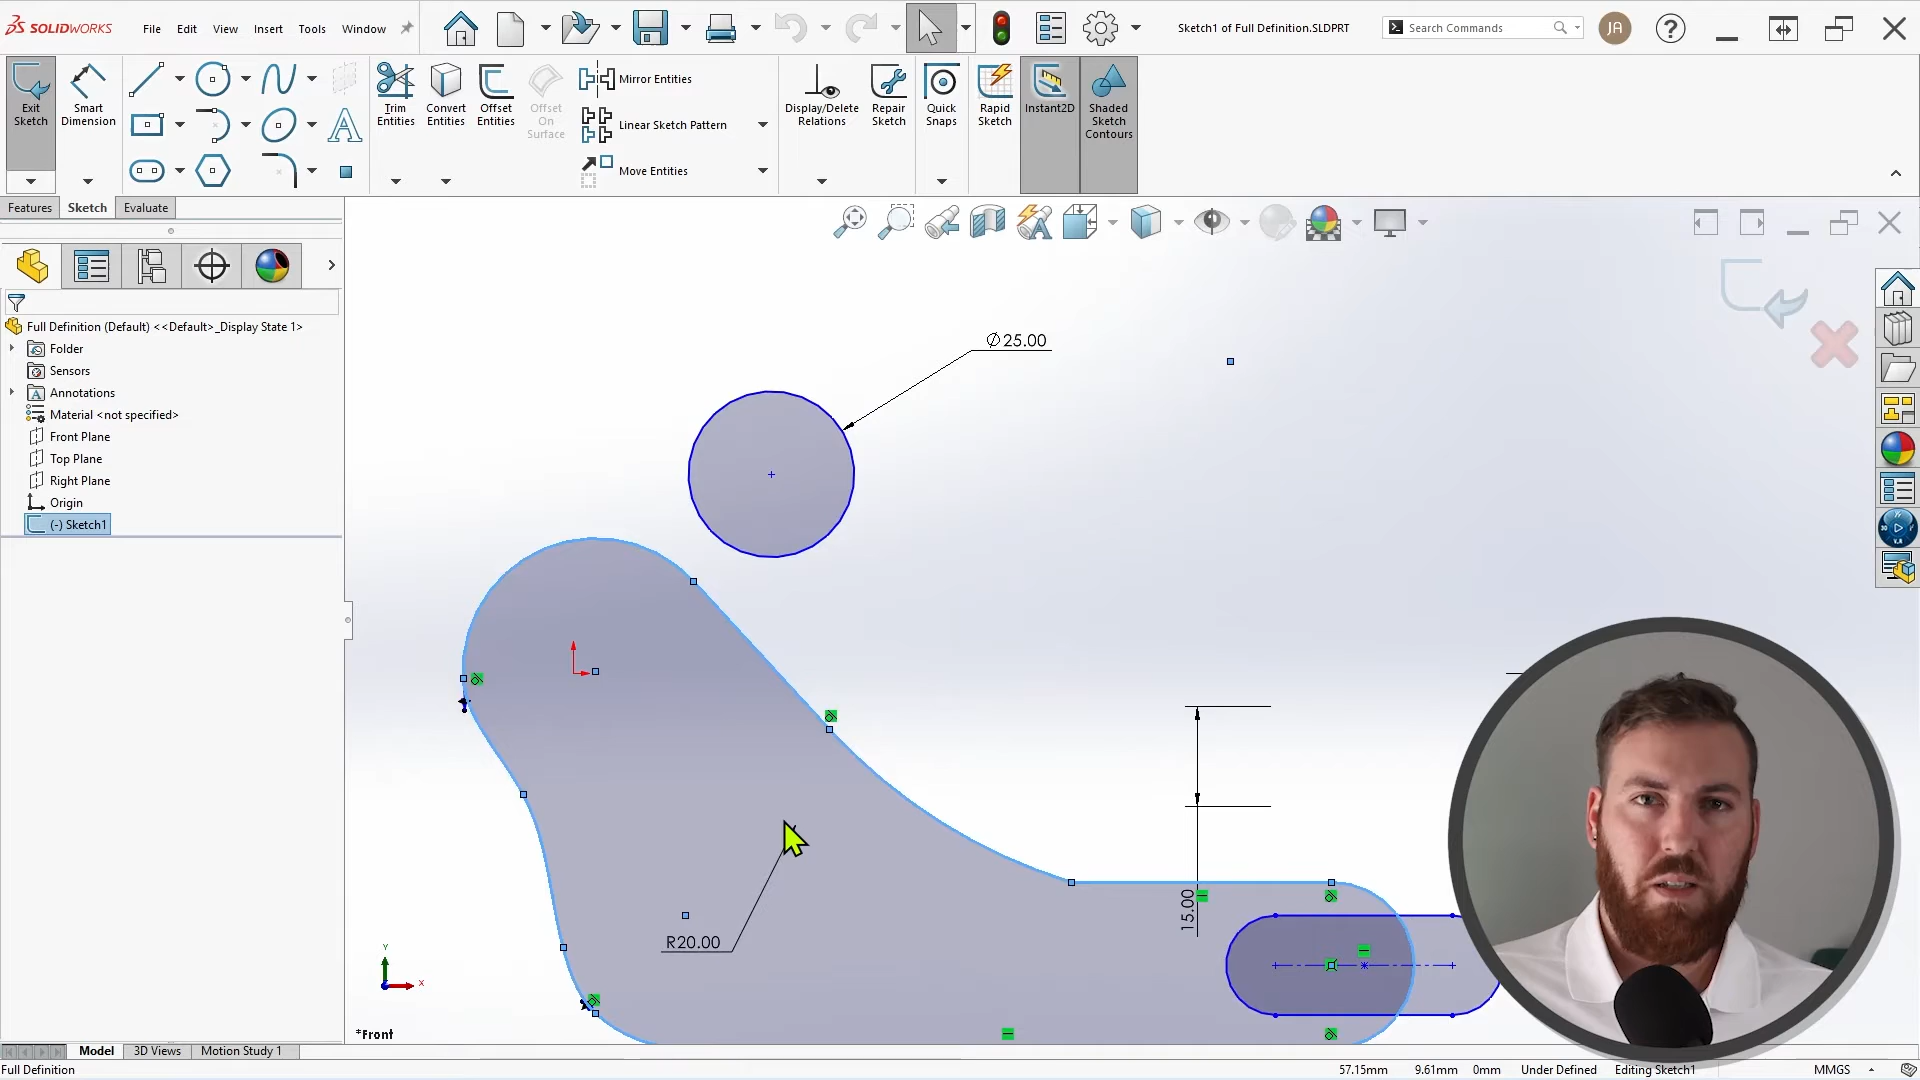 SOLIDWORKS File Edit View Insert Tools Window Sketch1 of Full Definition.SLDPRT Search Commands JA ?
Exit Sketch
Smart Dimension
Trim Entities
Convert Entities
Offset Entities
Offset On Surface
Mirror Entities
Linear Sketch Pattern
Move Entities
Display/Delete Relations
Repair Sketch
Quick Snaps
Rapid Sketch
Instant2D
Shaded Sketch Contours
Features Sketch Evaluate
Full Definition (Default) <<Default>_Display State 1>
Folder
Sensors
Annotations
Material <not specified>
Front Plane
Top Plane
Right Plane
Origin
(-) Sketch1
∅25.00
15.00
R20.00
Y
X
*Front
Model 3D Views Motion Study 1
Full Definition 57.15mm 9.61mm 0mm Under Defined Editing Sketch1 MMGS